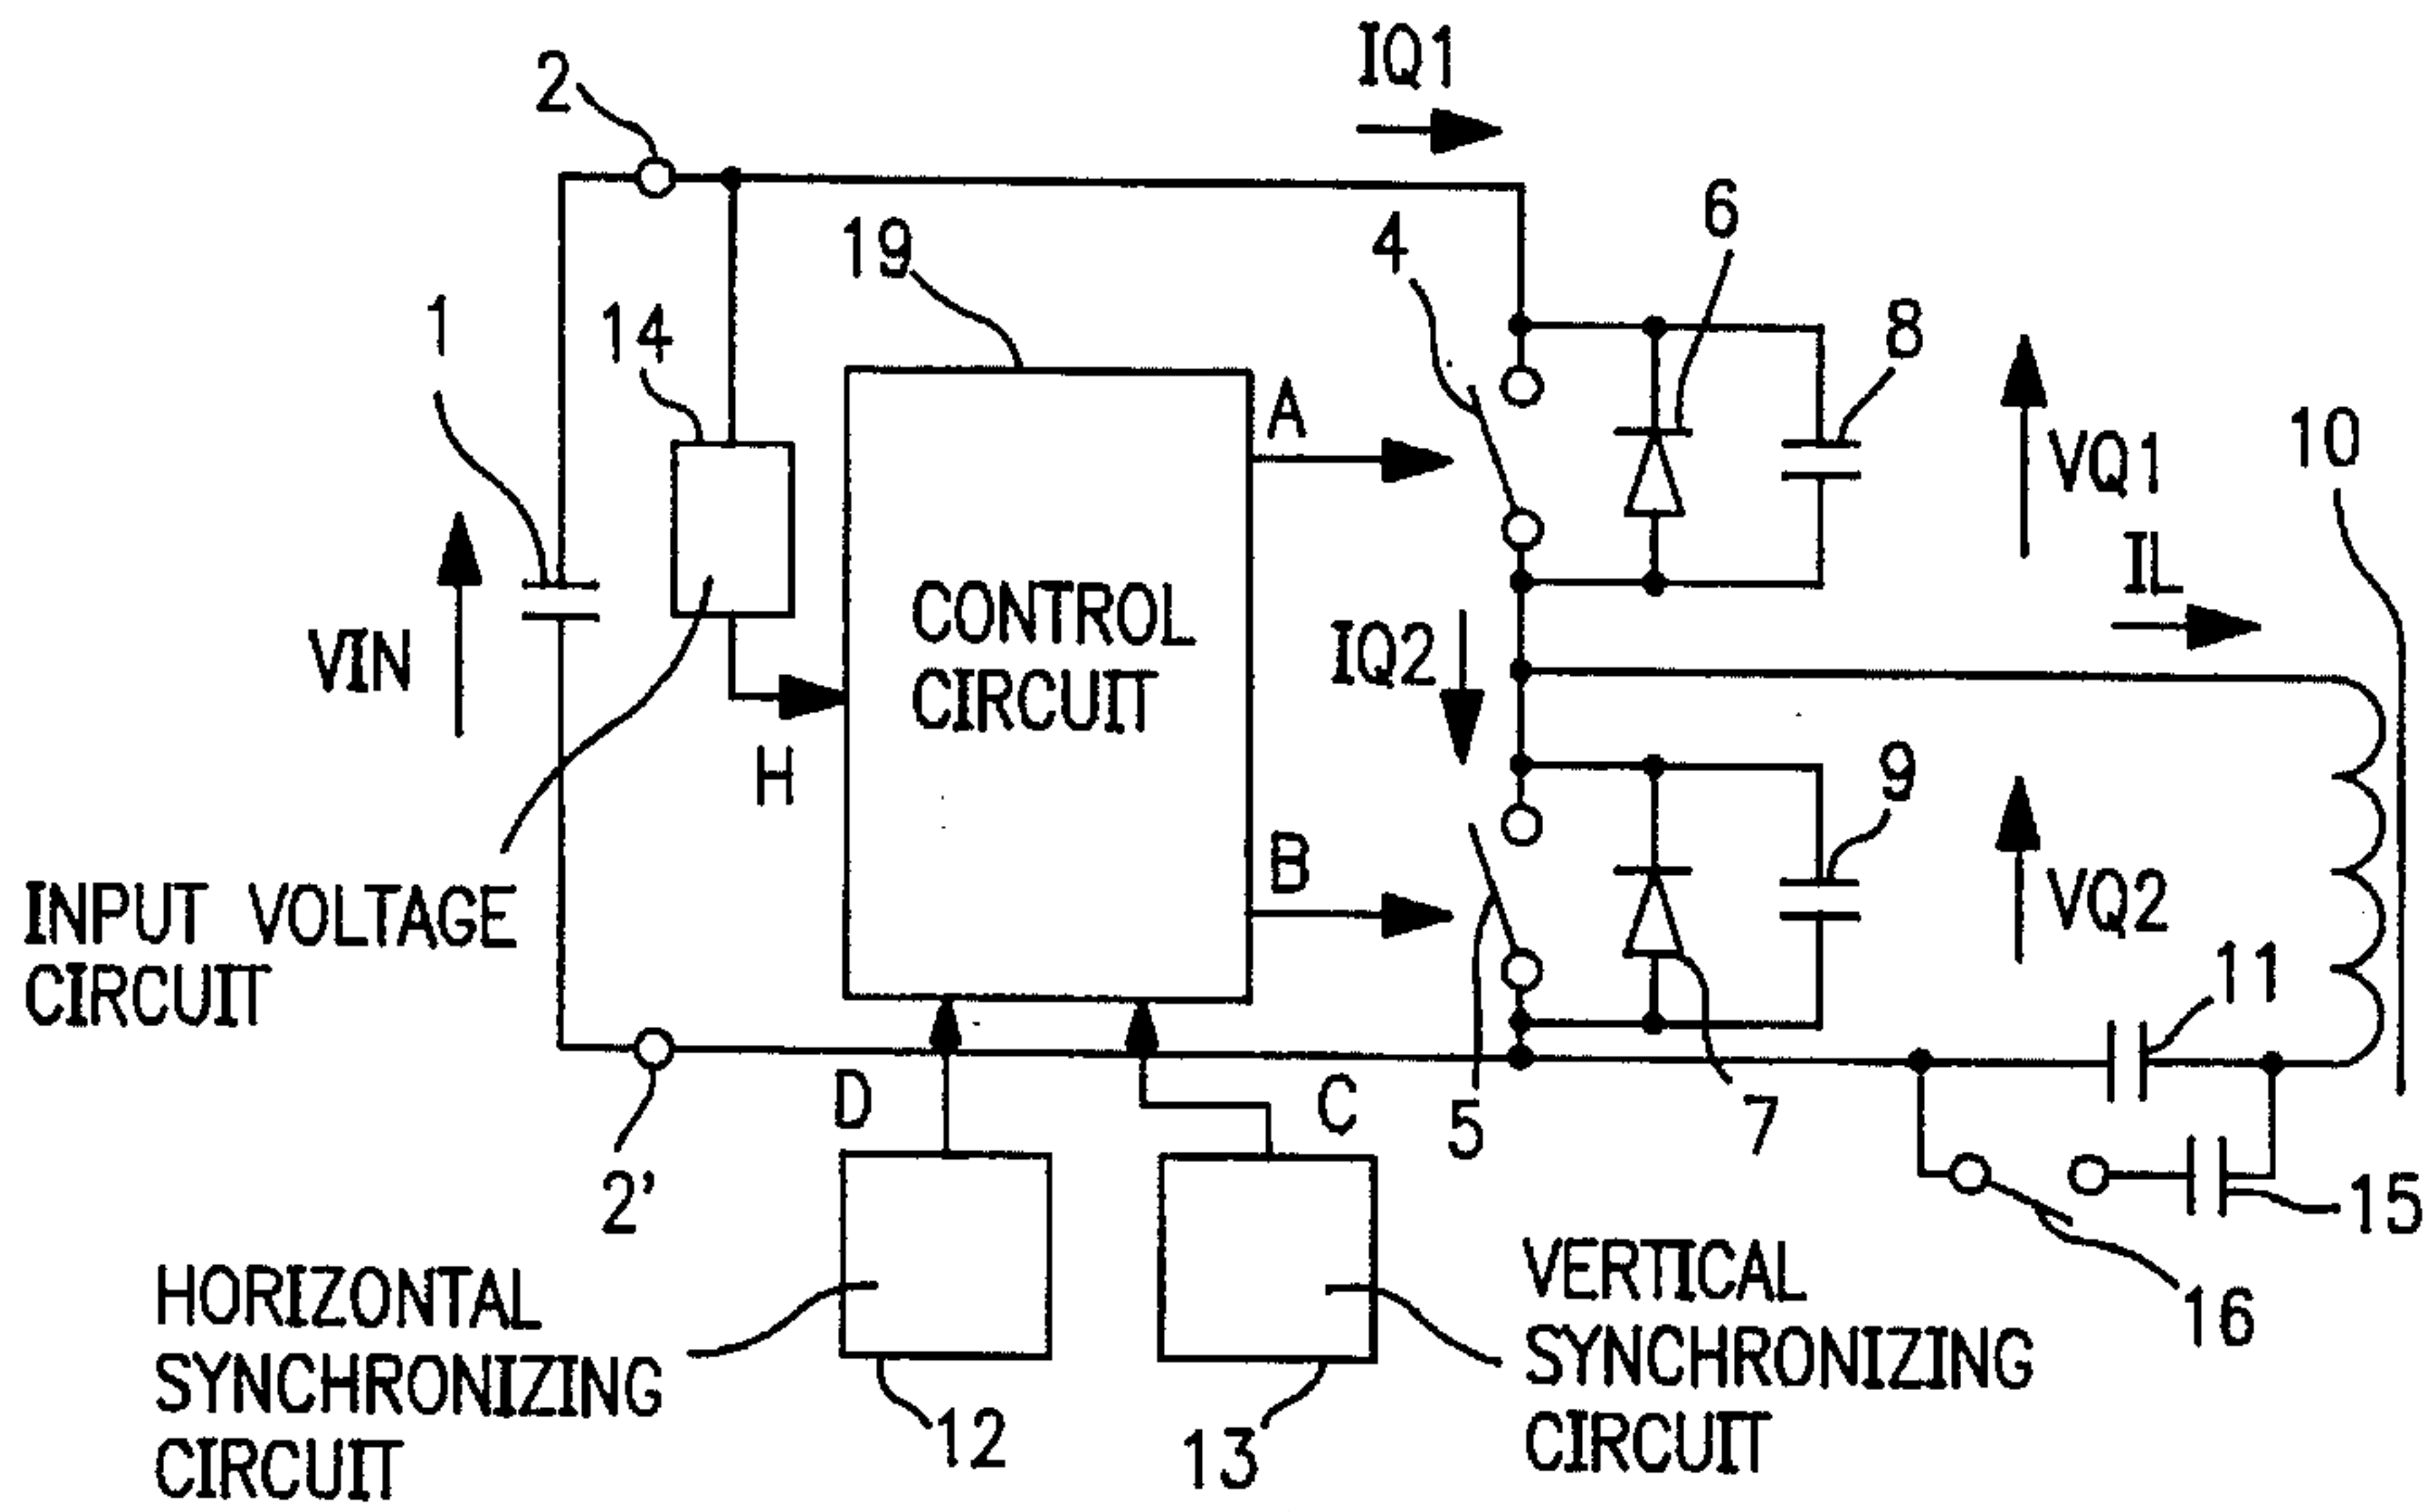 IQ1
2
6
19
4
8
1
14
A
10
VQ1
IL
CONTROL
CIRCUIT
VIN
IQ2
H
9
B
INPUT VOLTAGE
CIRCUIT
VQ2
11
D
C
5
7
2'
15
HORIZONTAL
SYNCHRONIZING
CIRCUIT
VERTICAL
SYNCHRONIZING
CIRCUIT
16
12
13